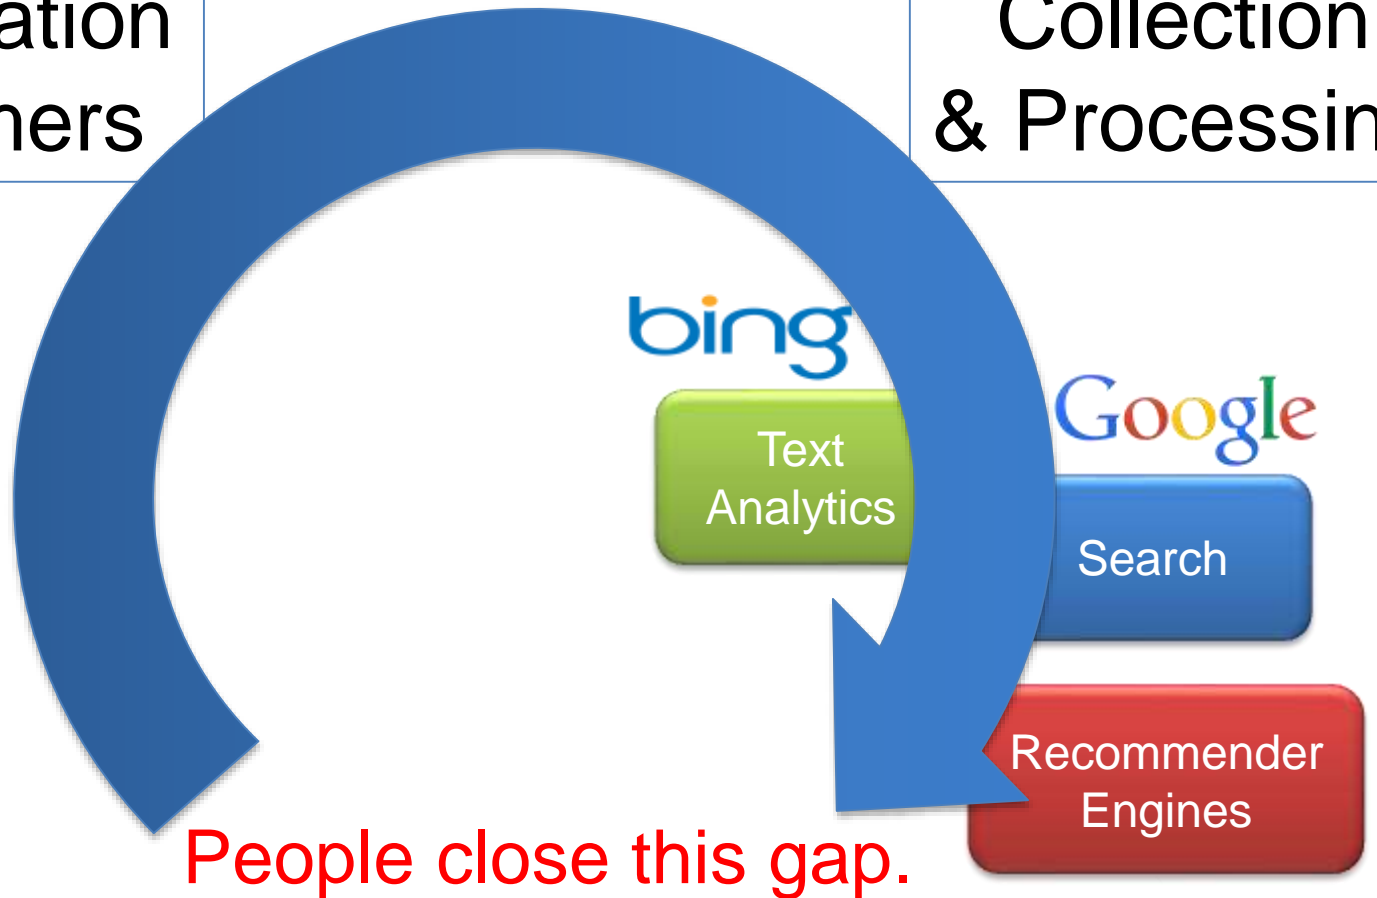 ation
ners
Collection
& Processin
bing
Google
Text
Analytics
Search
Recommender
Engines
People close this gap.